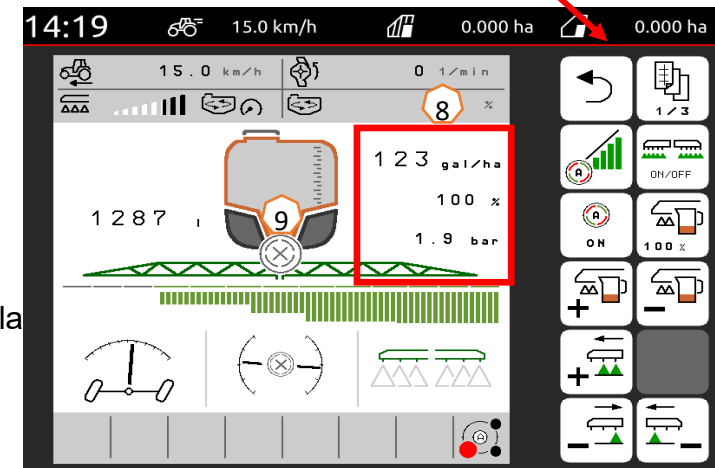 14:19 15.0 km/h 0.000 ha 0.000 ha
15.0 km/h 0 1/min
8 %
1/3
123 gal/ha
ON/OFF
100 %
1287 l 9
A
A
ON
100 %
1.9 bar
+ −
la
+
A
− −